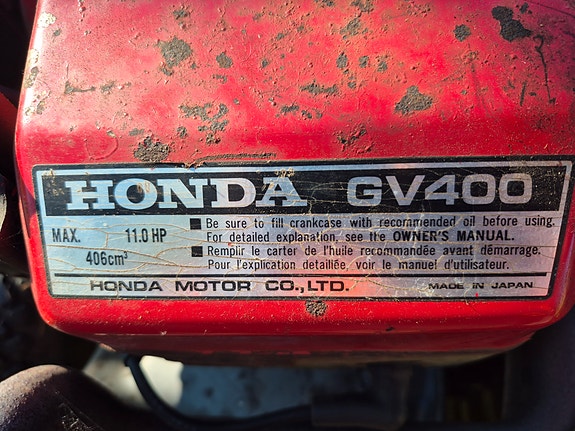 HONDA GV400
MAX. 11.0 HP
406cm³
■ Be sure to fill crankcase with recommended oil before using.
For detailed explanation, see the OWNER'S MANUAL.
■ Remplir le carter de l'huile recommandée avant démarrage.
Pour l'explication detaillée, voir le manuel d'utilisateur.
HONDA MOTOR CO.,LTD. MADE IN JAPAN